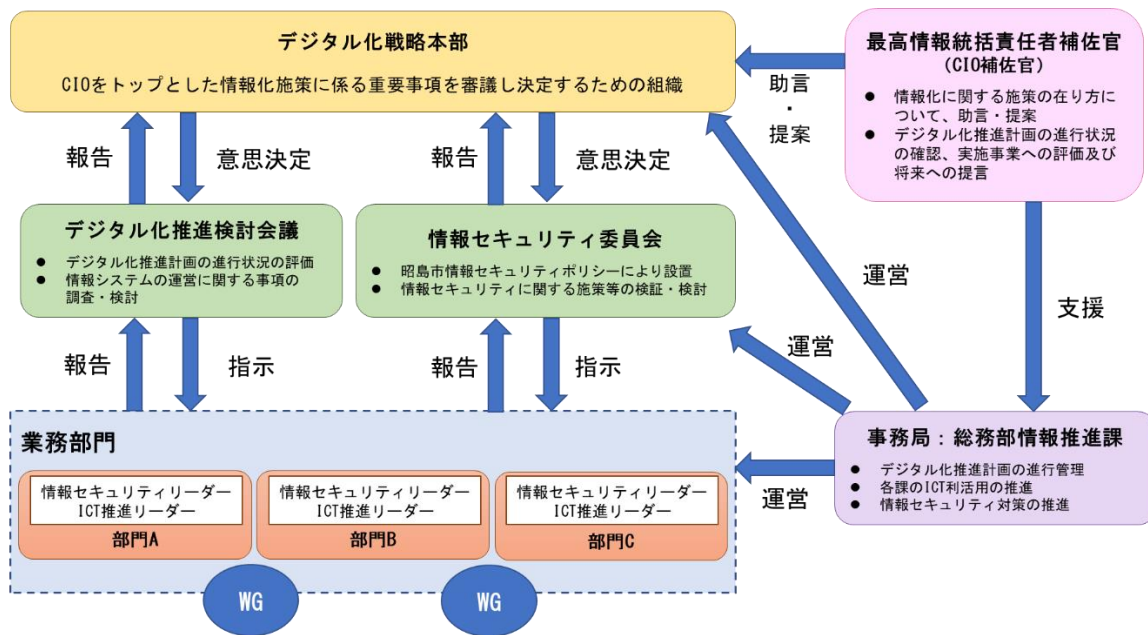 デジタル化戦略本部
CIOをトップとした情報化施策に係る重要事項を審議し決定するための組織
最高情報統括責任者補佐官
(CIO補佐官)
● 情報化に関する施策の在り方に
ついて、助言・提案
● デジタル化推進計画の進行状況
の確認、実施事業への評価及び
将来への提言
助言
・
提案
報告
意思決定
報告
意思決定
デジタル化推進検討会議
● デジタル化推進計画の進行状況の評価
● 情報システムの運営に関する事項の
調査・検討
情報セキュリティ委員会
● 昭島市情報セキュリティポリシーにより設置
● 情報セキュリティに関する施策等の検証・検討
運営
支援
運営
報告
指示
報告
指示
業務部門
情報セキュリティリーダー
ICT推進リーダー
部門A
情報セキュリティリーダー
ICT推進リーダー
部門B
情報セキュリティリーダー
ICT推進リーダー
部門C
運営
事務局：総務部情報推進課
● デジタル化推進計画の進行管理
● 各課のICT利活用の推進
● 情報セキュリティ対策の推進
WG
WG